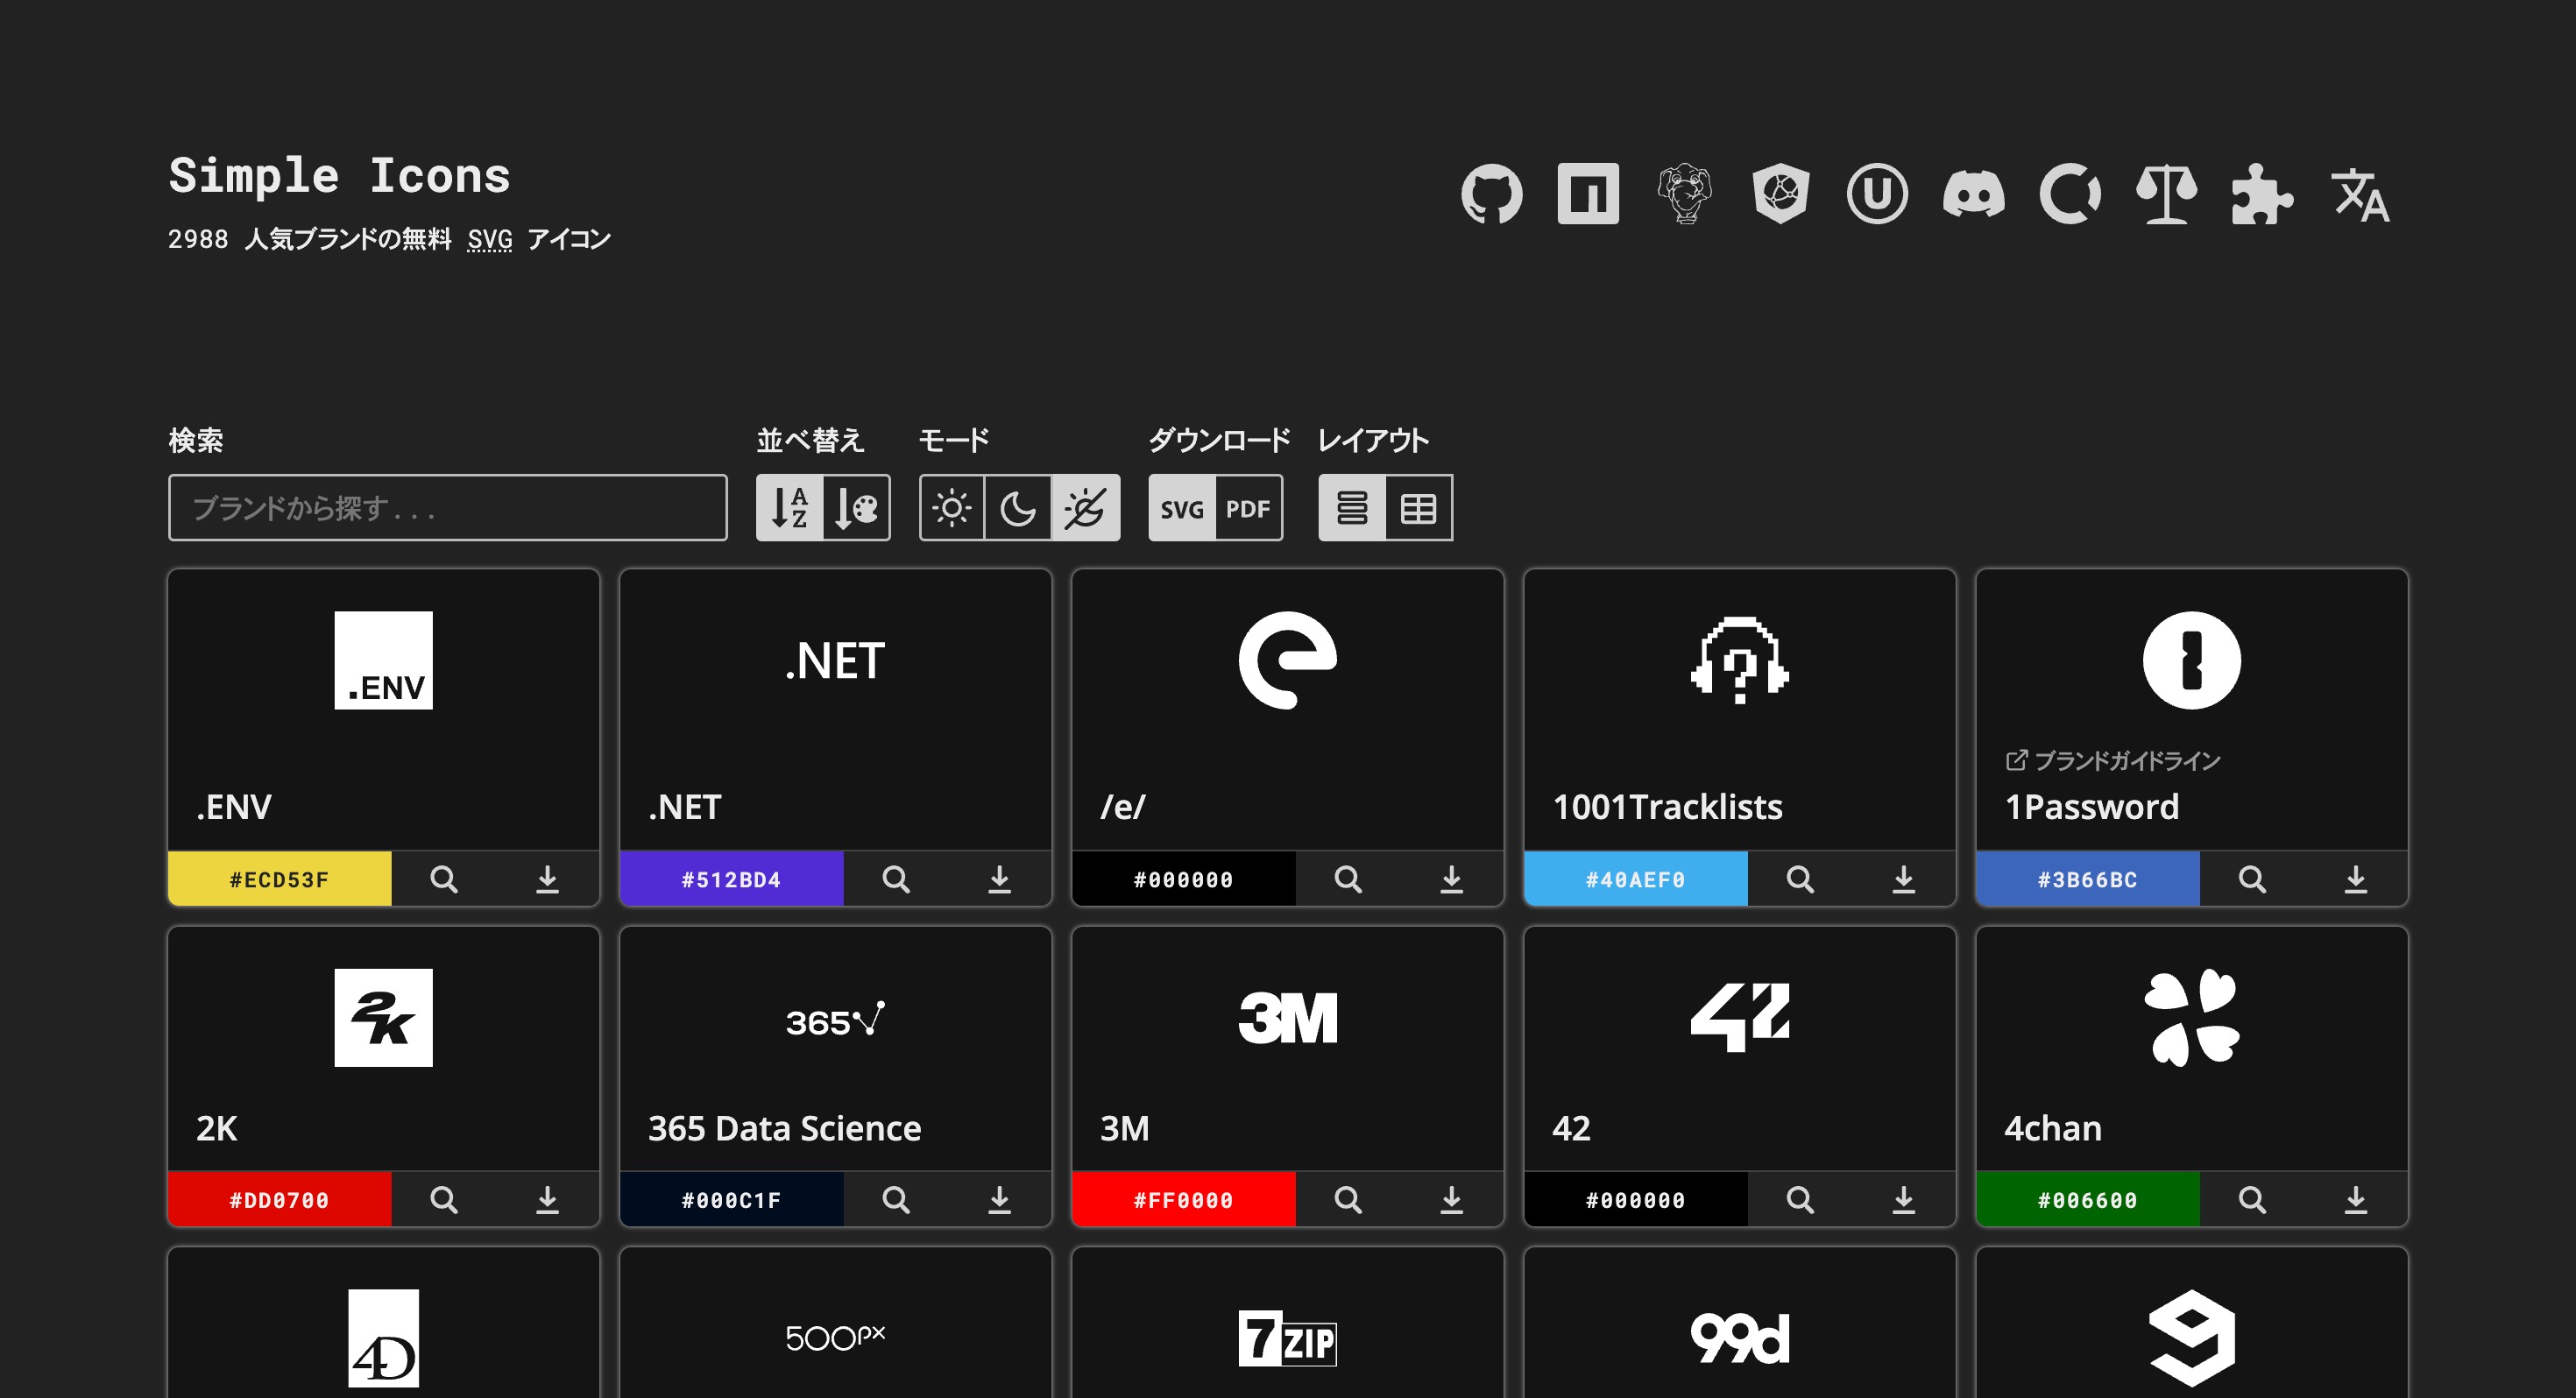 Simple Icons
2988 人気ブランドの無料 SVG アイコン
検索
並べ替え
モード
ダウンロード
レイアウト
ブランドから探す...
A
Z
SVG
PDF
.ENV
.NET
e
?
ブランドガイドライン
.ENV
.NET
/e/
1001Tracklists
1Password
#ECD53F
#512BD4
#000000
#40AEF0
#3B66BC
2K
365
3M
42
2K
365 Data Science
3M
42
4chan
#DD0700
#000C1F
#FF0000
#000000
#006600
4D
500px
7ZIP
99d
9